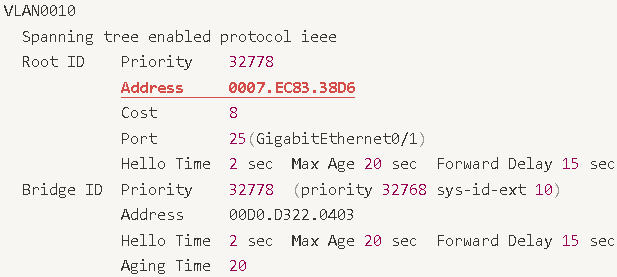 VLAN0010
Spanning tree enabled protocol ieee
Root ID Priority 32778
Address 0007.EC83.38D6
Cost 8
Port 25(GigabitEthernet0/1)
Hello Time 2 sec Max Age 20 sec Forward Delay 15 sec
Bridge ID Priority 32778 (priority 32768 sys-id-ext 10)
Address 00D0.D322.0403
Hello Time 2 sec Max Age 20 sec Forward Delay 15 sec
Aging Time 20